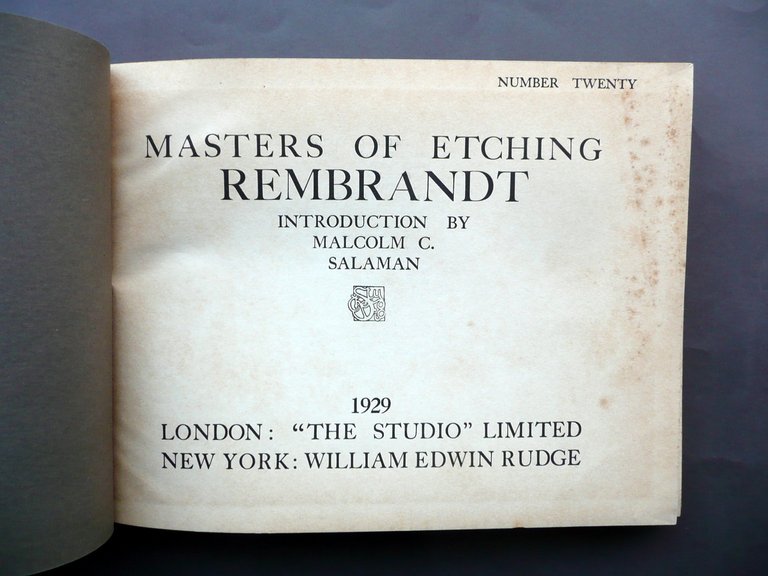 NUMBER TWENTY
MASTERS OF ETCHING
REMBRANDT
INTRODUCTION BY
MALCOLM C.
SALAMAN
1929
LONDON: "THE STUDIO" LIMITED
NEW YORK: WILLIAM EDWIN RUDGE